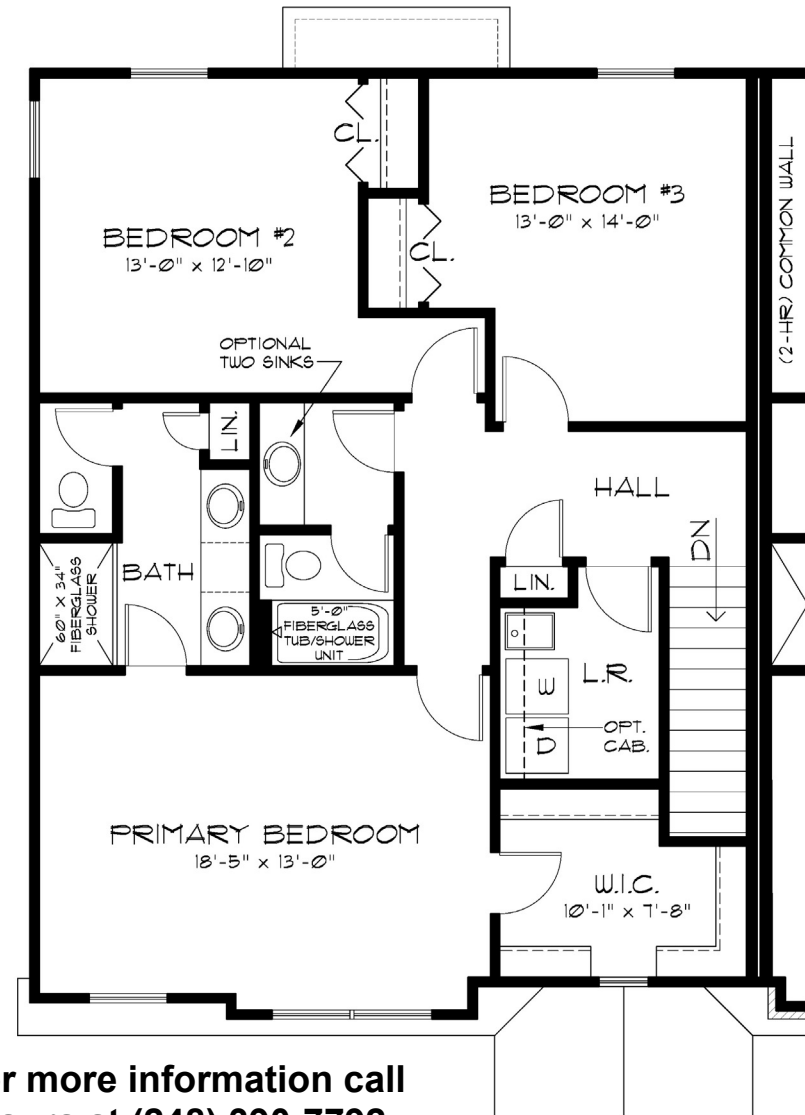 CL.
BEDROOM #3
13'-0" x 14'-0"
BEDROOM #2
13'-0" x 12'-10"
CL.
(2-HR) COMMON WALL
OPTIONAL
TWO SINKS
LIN.
HALL
DN
BATH
60" X 34"
FIBERGLASS
SHOWER
5'-0"
FIBERGLASS
TUB/SHOWER
UNIT
LIN.
L.R.
W
D
OPT.
CAB.
PRIMARY BEDROOM
18'-5" x 13'-0"
W.I.C.
10'-1" x 7'-8"
r more information call
at (248)